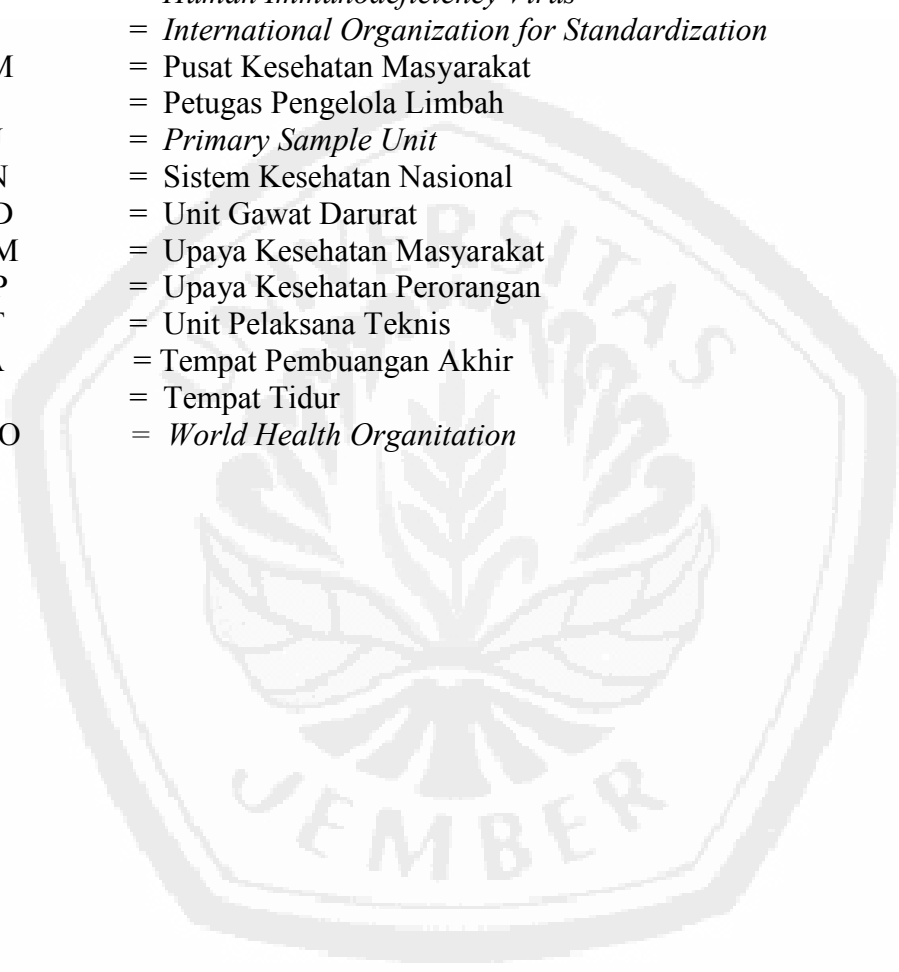 Human Immunodeficiency Virus
= International Organization for Standardization
M = Pusat Kesehatan Masyarakat
= Petugas Pengelola Limbah
= Primary Sample Unit
N = Sistem Kesehatan Nasional
D = Unit Gawat Darurat
M = Upaya Kesehatan Masyarakat
P = Upaya Kesehatan Perorangan
T = Unit Pelaksana Teknis
A = Tempat Pembuangan Akhir
= Tempat Tidur
O = World Health Organitation
UNIVERSITAS
JEMBER